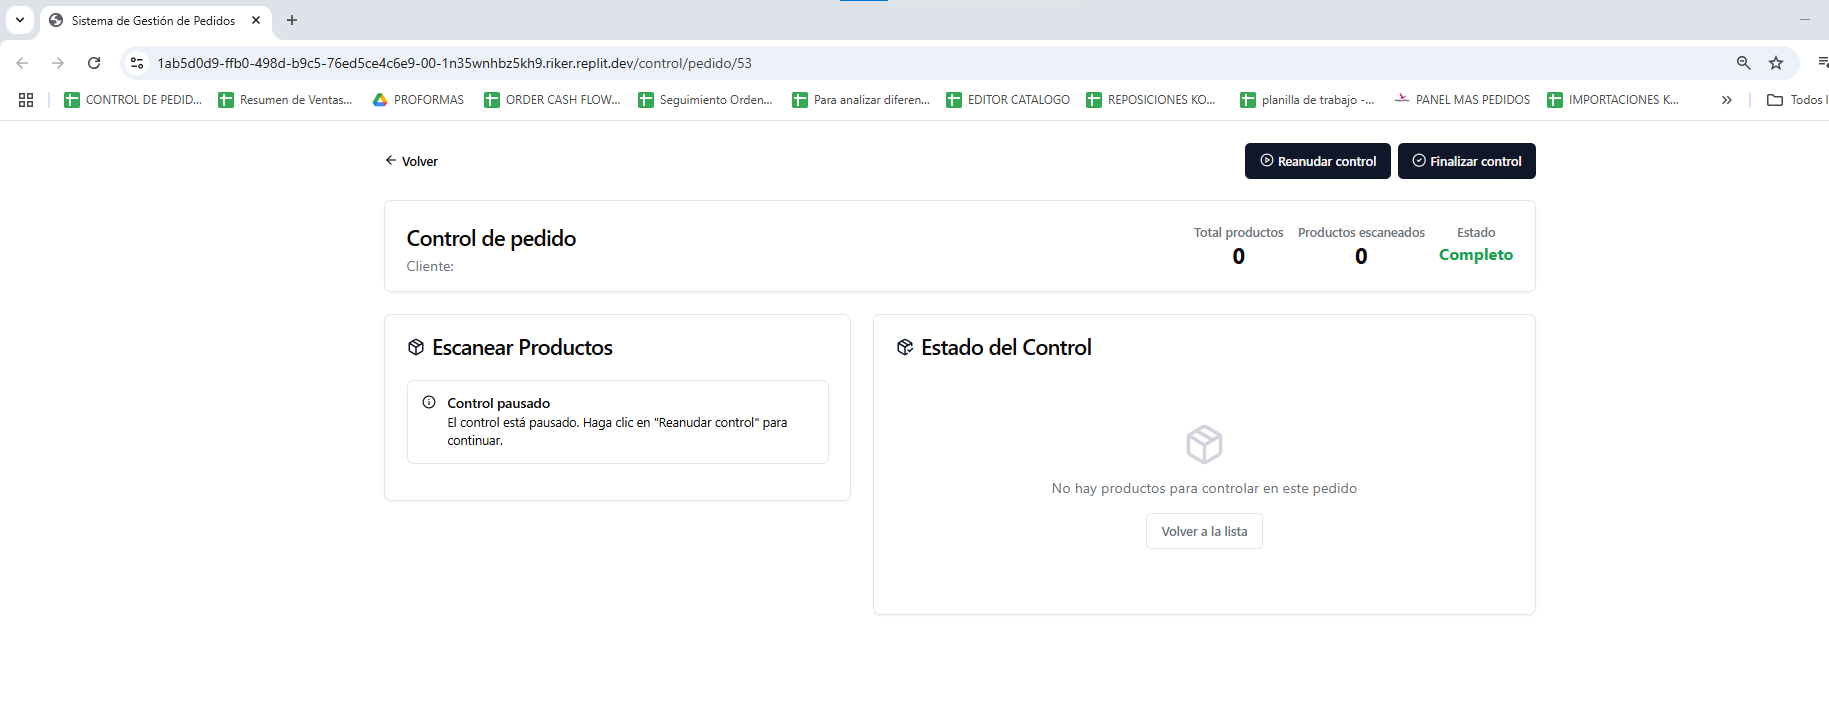 Sistema de Gestión de Pedidos
1ab5d0d9-ffb0-498d-b9c5-76ed5ce4c6e9-00-1n35wnhbz5kh9.riker.replit.dev/control/pedido/53
CONTROL DE PEDID... Resumen de Ventas... PROFORMAS ORDER CASH FLOW... Seguimiento Orden... Para analizar diferen... EDITOR CATALOGO REPOSICIONES KO... planilla de trabajo -... PANEL MAS PEDIDOS IMPORTACIONES K... Todos l
Volver
Reanudar control
Finalizar control
Control de pedido
Cliente:
Total productos
0
Productos escaneados
0
Estado
Completo
Escanear Productos
Control pausado
El control está pausado. Haga clic en "Reanudar control" para
continuar.
Estado del Control
No hay productos para controlar en este pedido
Volver a la lista